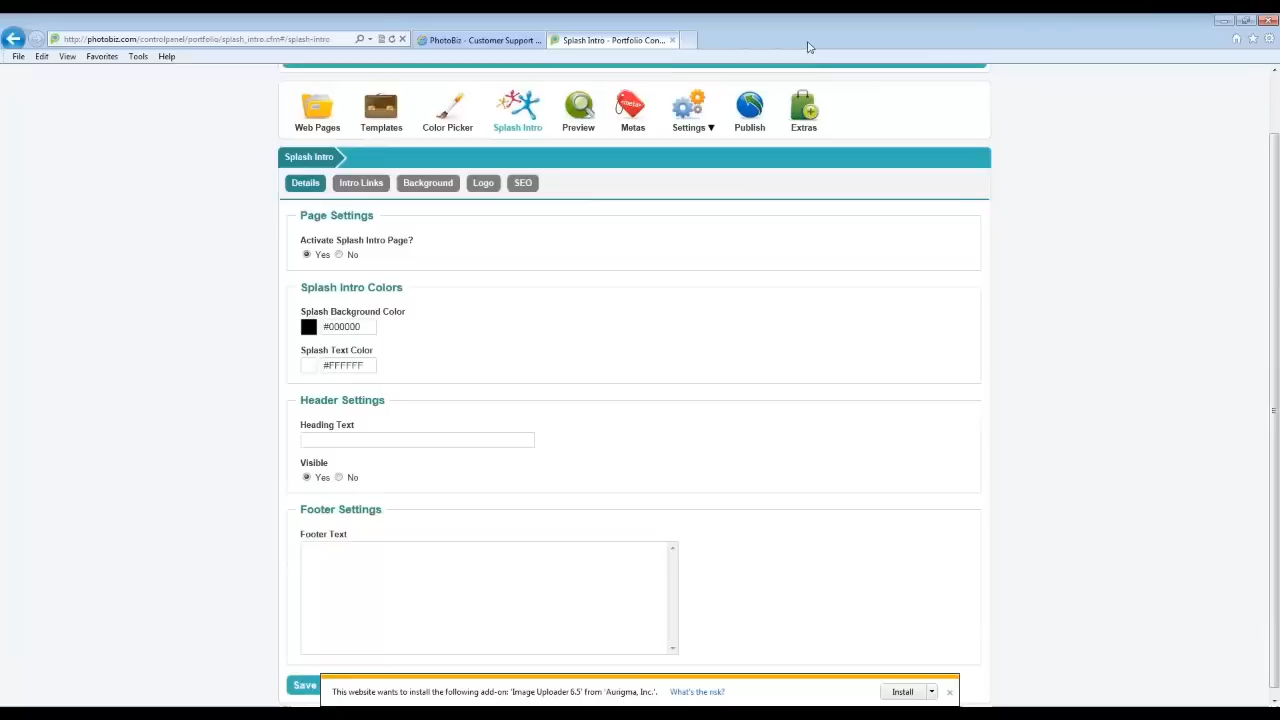 http://photobiz.com/controlpanel/portfolio/splash_intro.cfm#/splash-intro
PhotoBiz - Customer Support ...
Splash Intro - Portfolio Con...
File Edit View Favorites Tools Help
Web Pages Templates Color Picker Splash Intro Preview Metas Settings ▼ Publish Extras
<meta>
Splash Intro
Details Intro Links Background Logo SEO
Page Settings
Activate Splash Intro Page?
Yes No
Splash Intro Colors
Splash Background Color
#000000
Splash Text Color
#FFFFFF
Header Settings
Heading Text
Visible
Yes No
Footer Settings
Footer Text
Save
This website wants to install the following add-on: 'Image Uploader 6.5' from 'Aurigma, Inc.'. What's the risk? Install